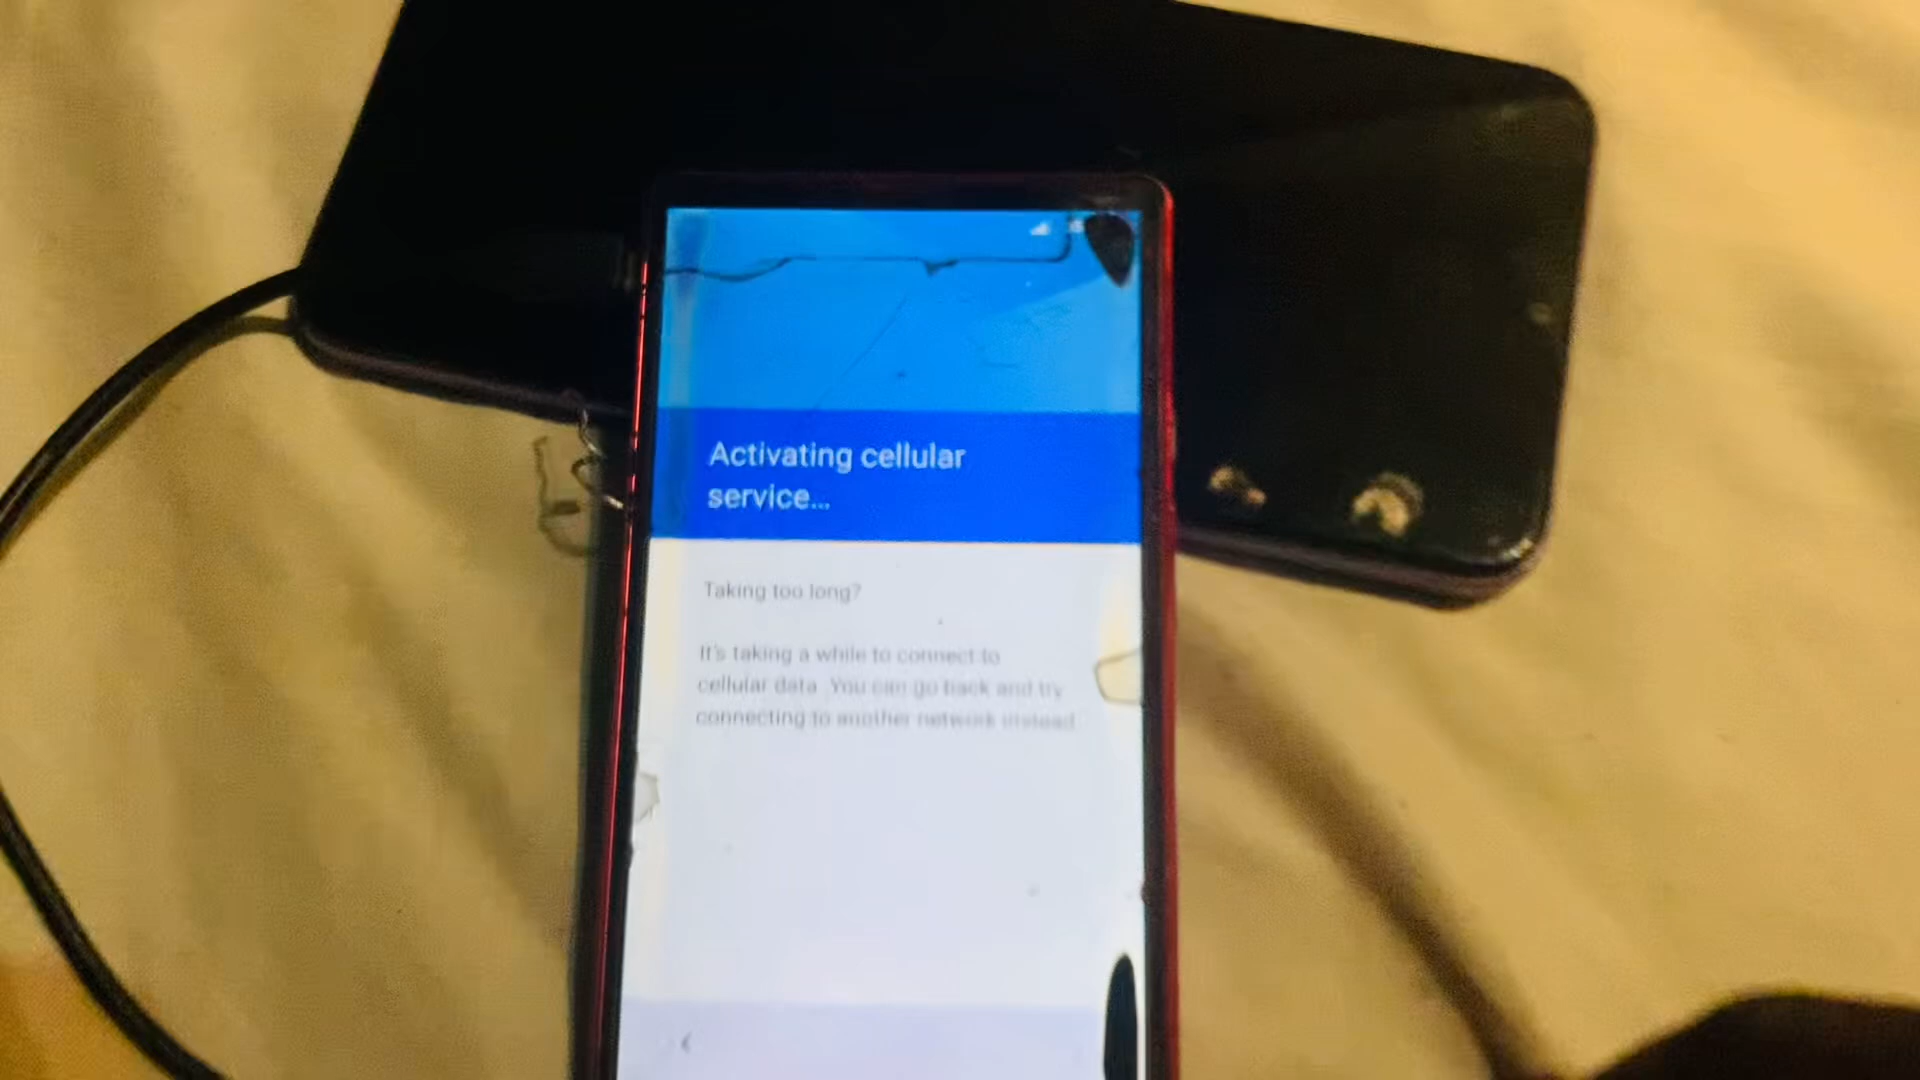 Activating cellular
service...
Taking too long?
It's taking a while to connect to
cellular data. You can go back and try
connecting to another network instead